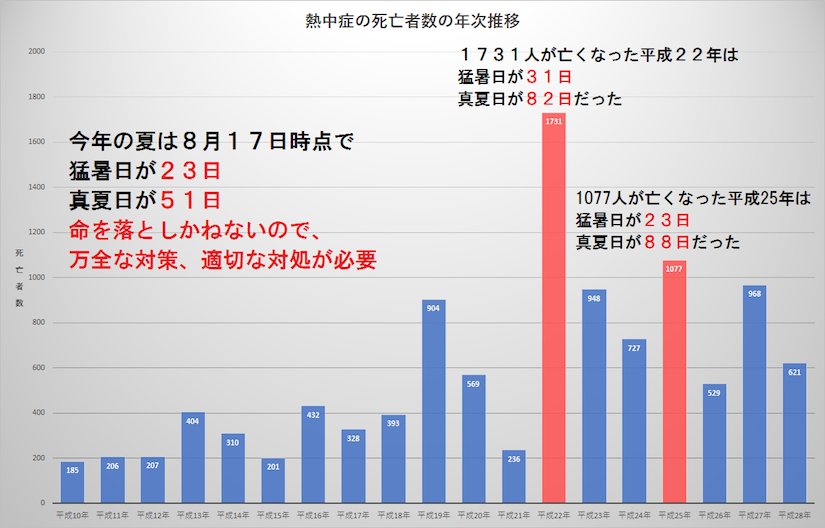 熱中症の死亡者数の年次推移
１７３１人が亡くなった平成２２年は
猛暑日が３１日
真夏日が８２日だった
今年の夏は８月１７日時点で
猛暑日が２３日
真夏日が５１日
命を落としかねないので、
万全な対策、適切な対処が必要
1077人が亡くなった平成25年は
猛暑日が２３日
真夏日が８８日だった
死亡者数
2000
1800
1600
1400
1200
1000
800
600
400
200
0
185
206
207
404
310
201
432
328
393
904
569
236
1731
948
727
1077
529
968
621
平成10年
平成11年
平成12年
平成13年
平成14年
平成15年
平成16年
平成17年
平成18年
平成19年
平成20年
平成21年
平成22年
平成23年
平成24年
平成25年
平成26年
平成27年
平成28年